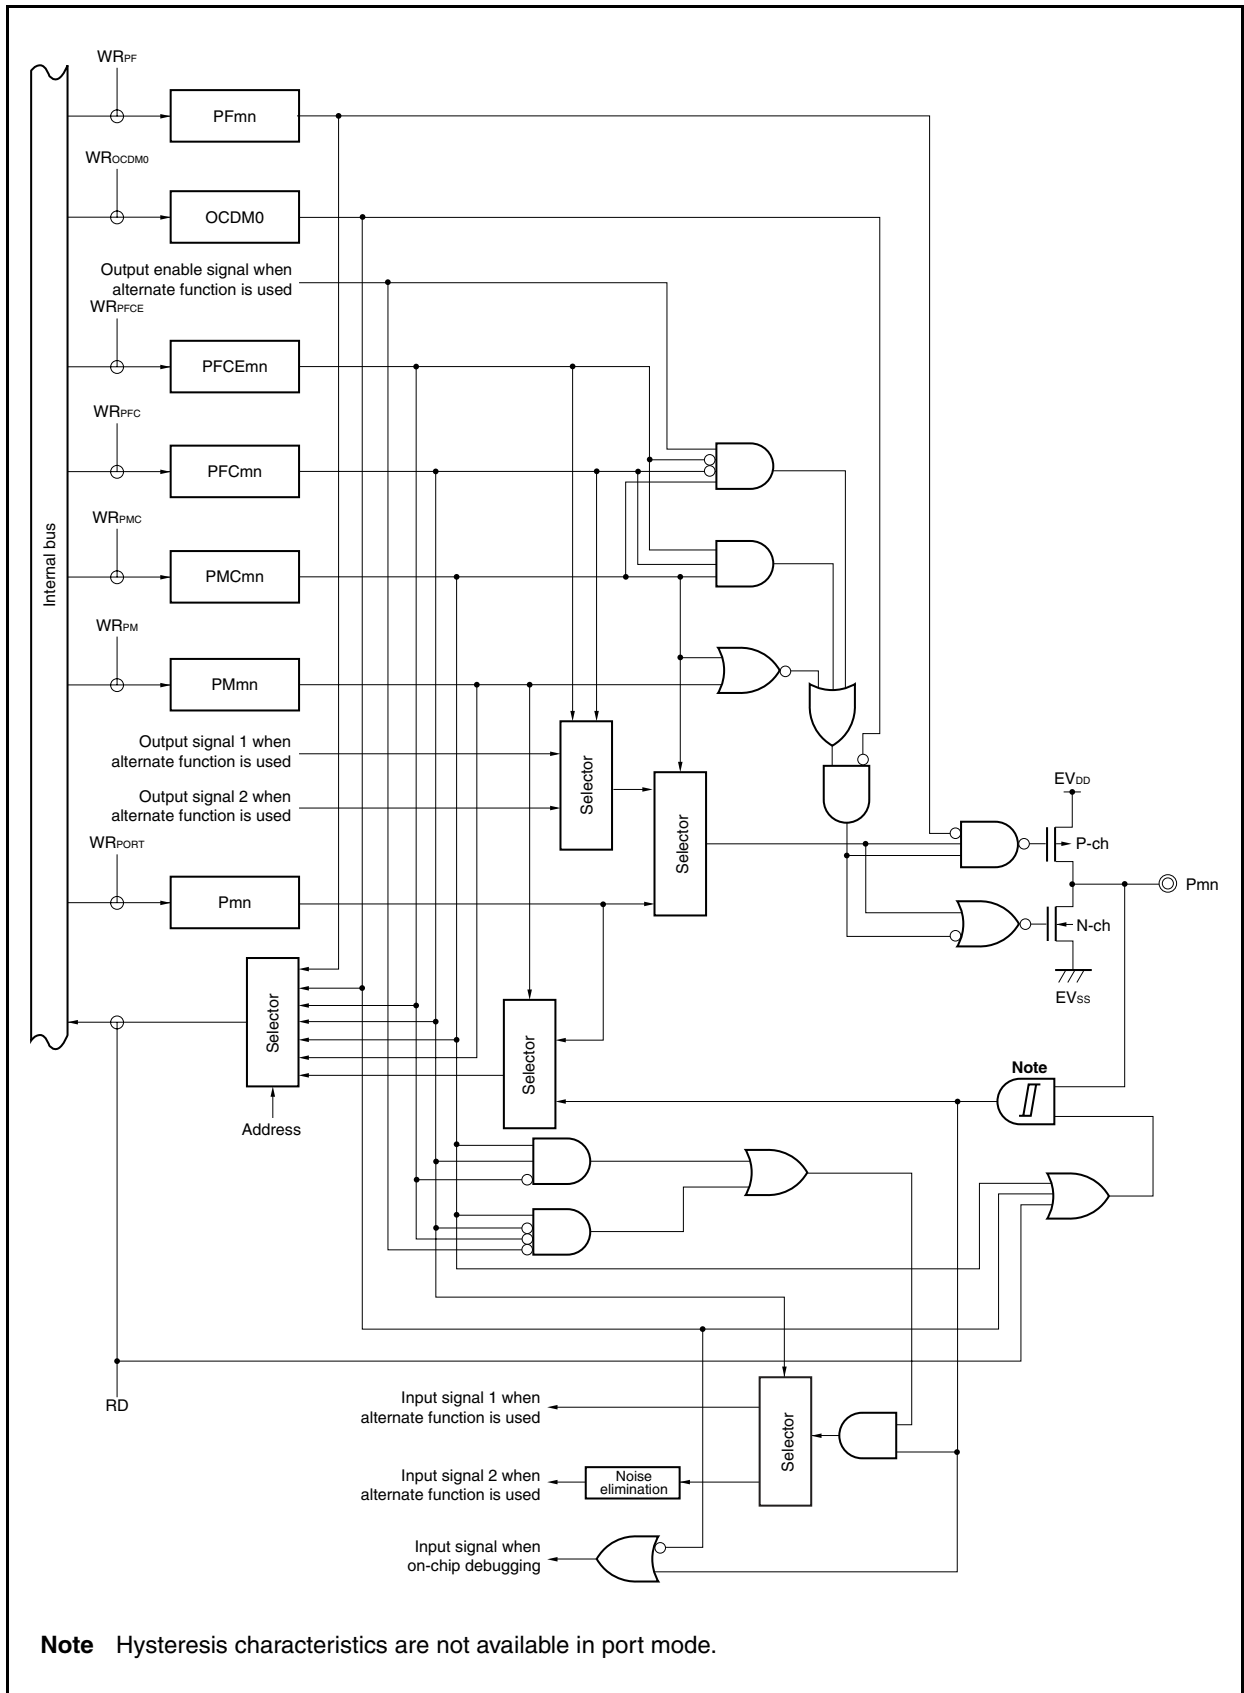 WRPF
PFmn
WROCDM0
OCDM0
Output enable signal when
alternate function is used
WRPFCE
PFCEmn
WRPFC
PFCmn
WRPMC
PMCmn
Internal bus
WRPM
PMmn
Output signal 1 when
alternate function is used
Output signal 2 when
alternate function is used
Selector
Selector
WRPORT
Pmn
EVDD
P-ch
Pmn
N-ch
EVSS
Selector
Address
Selector
Note
RD
Input signal 1 when
alternate function is used
Input signal 2 when
alternate function is used
Noise
elimination
Selector
Input signal when
on-chip debugging
Note Hysteresis characteristics are not available in port mode.